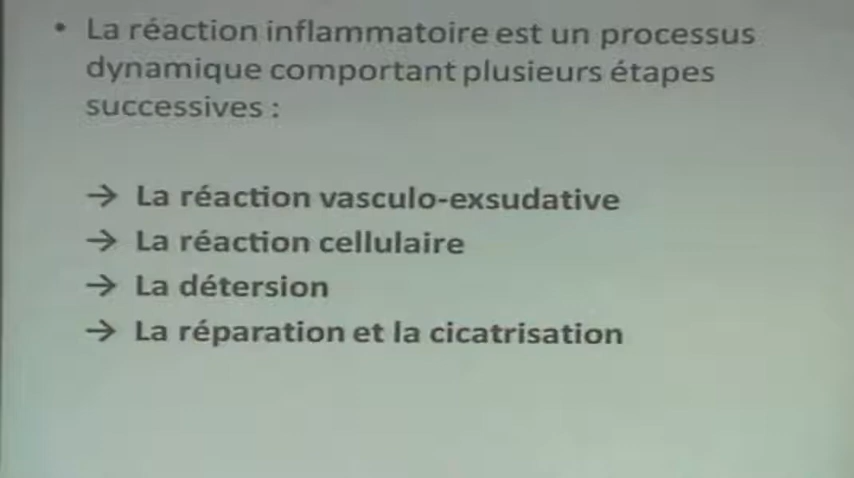 • La réaction inflammatoire est un processus
dynamique comportant plusieurs étapes
successives :
→ La réaction vasculo-exsudative
→ La réaction cellulaire
→ La détersion
→ La réparation et la cicatrisation